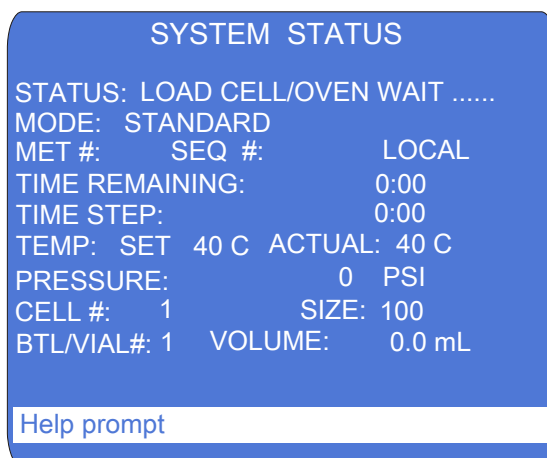 SYSTEM STATUS
STATUS: LOAD CELL/OVEN WAIT ......
MODE: STANDARD
MET #: SEQ #: LOCAL
TIME REMAINING: 0:00
TIME STEP: 0:00
TEMP: SET 40 C ACTUAL: 40 C
PRESSURE: 0 PSI
CELL #: 1 SIZE: 100
BTL/VIAL#: 1 VOLUME: 0.0 mL
Help prompt